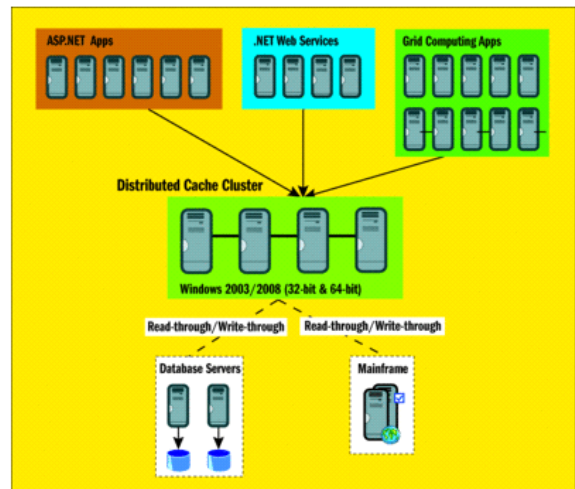 ASP.NET Apps
.NET Web Services
Grid Computing Apps
Distributed Cache Cluster
Windows 2003/2008 (32-bit & 64-bit)
Read-through/Write-through
Read-through/Write-through
Database Servers
Mainframe